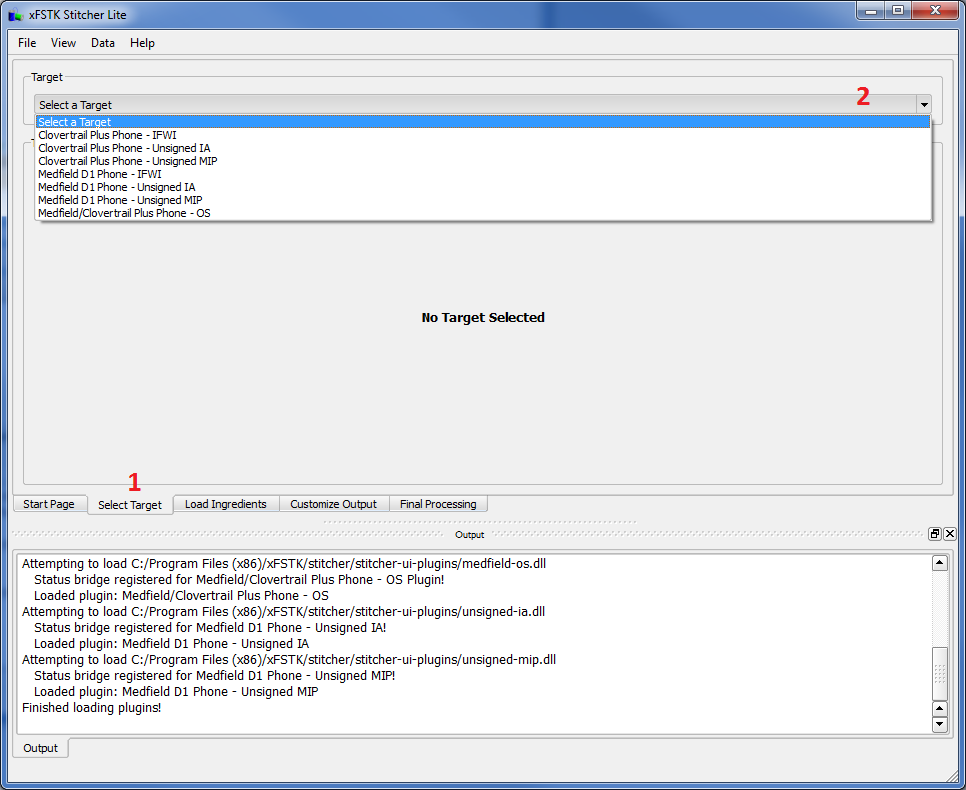 xFSTK Stitcher Lite
File View Data Help
Target
Select a Target
2
Select a Target
Clovertrail Plus Phone - IFWI
Clovertrail Plus Phone - Unsigned IA
Clovertrail Plus Phone - Unsigned MIP
Medfield D1 Phone - IFWI
Medfield D1 Phone - Unsigned IA
Medfield D1 Phone - Unsigned MIP
Medfield/Clovertrail Plus Phone - OS
No Target Selected
1
Start Page Select Target Load Ingredients Customize Output Final Processing
Output
Attempting to load C:/Program Files (x86)/xFSTK/stitcher/stitcher-ui-plugins/medfield-os.dll
Status bridge registered for Medfield/Clovertrail Plus Phone - OS Plugin!
Loaded plugin: Medfield/Clovertrail Plus Phone - OS
Attempting to load C:/Program Files (x86)/xFSTK/stitcher/stitcher-ui-plugins/unsigned-ia.dll
Status bridge registered for Medfield D1 Phone - Unsigned IA!
Loaded plugin: Medfield D1 Phone - Unsigned IA
Attempting to load C:/Program Files (x86)/xFSTK/stitcher/stitcher-ui-plugins/unsigned-mip.dll
Status bridge registered for Medfield D1 Phone - Unsigned MIP!
Loaded plugin: Medfield D1 Phone - Unsigned MIP
Finished loading plugins!
Output